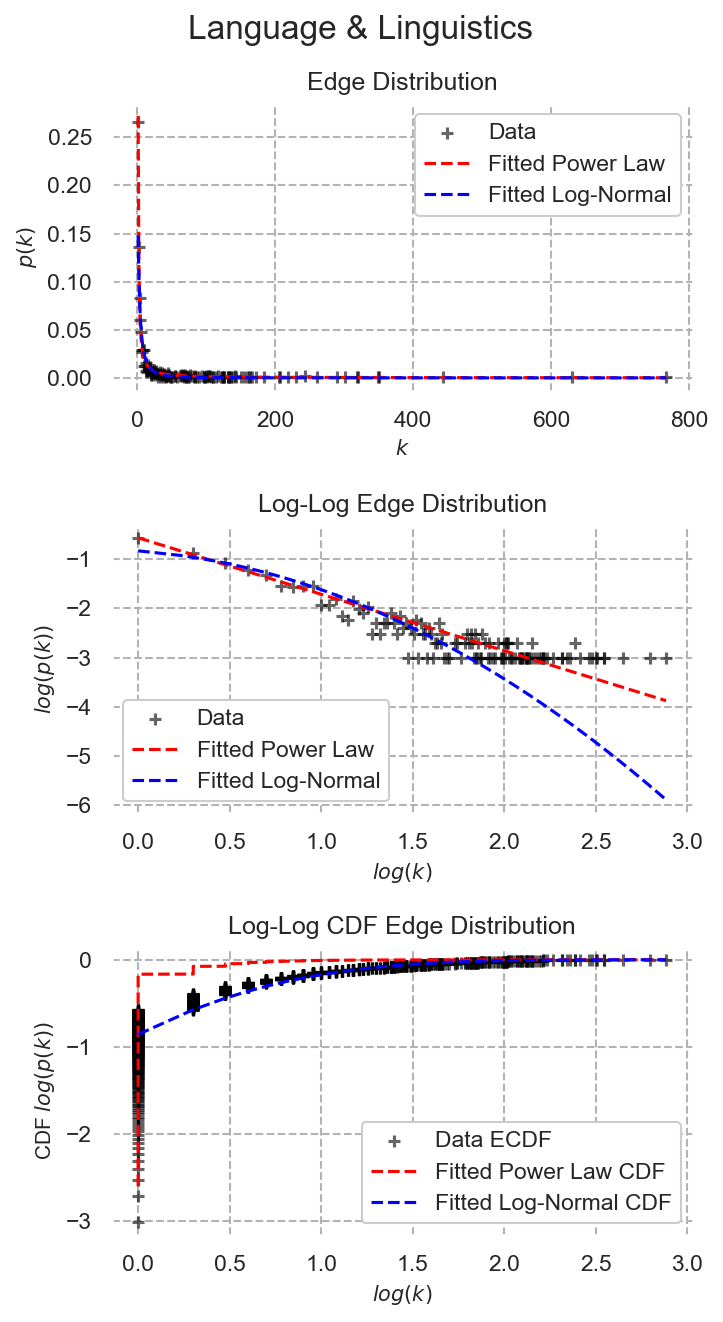 Language & Linguistics
Edge Distribution
0.25
0.20
0.15
0.10
0.05
0.00
p(k)
Data
Fitted Power Law
Fitted Log-Normal
0 200 400 600 800
k
Log-Log Edge Distribution
−1
−2
−3
−4
−5
−6
log(p(k))
Data
Fitted Power Law
Fitted Log-Normal
0.0 0.5 1.0 1.5 2.0 2.5 3.0
log(k)
Log-Log CDF Edge Distribution
0
−1
−2
−3
CDF log(p(k))
Data ECDF
Fitted Power Law CDF
Fitted Log-Normal CDF
0.0 0.5 1.0 1.5 2.0 2.5 3.0
log(k)